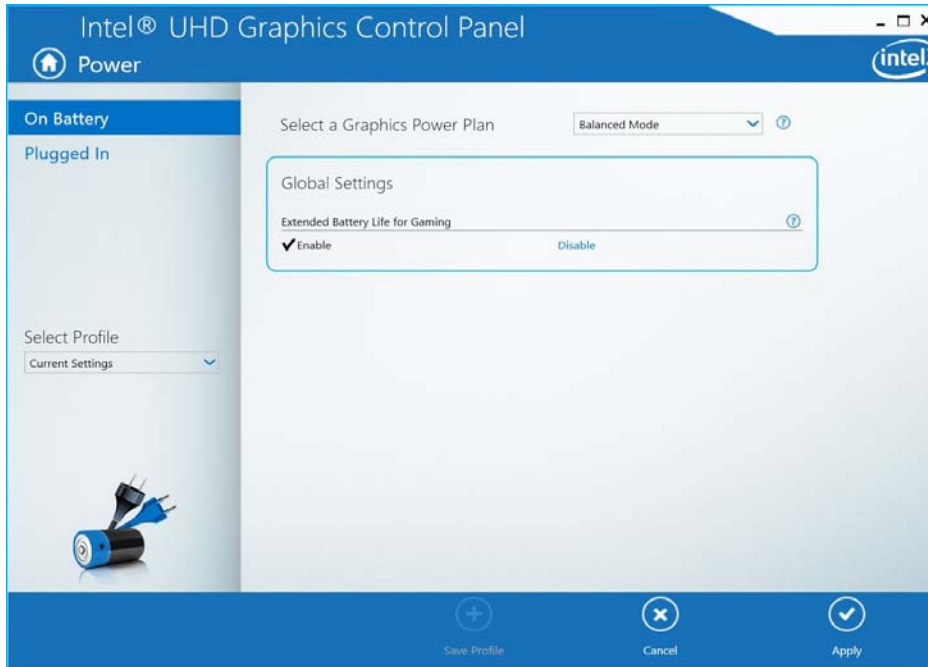 Intel® UHD Graphics Control Panel
Power
intel
On Battery
Plugged In
Select a Graphics Power Plan
Balanced Mode
?
Global Settings
Extended Battery Life for Gaming
?
Enable
Disable
Select Profile
Current Settings
Save Profile
Cancel
Apply